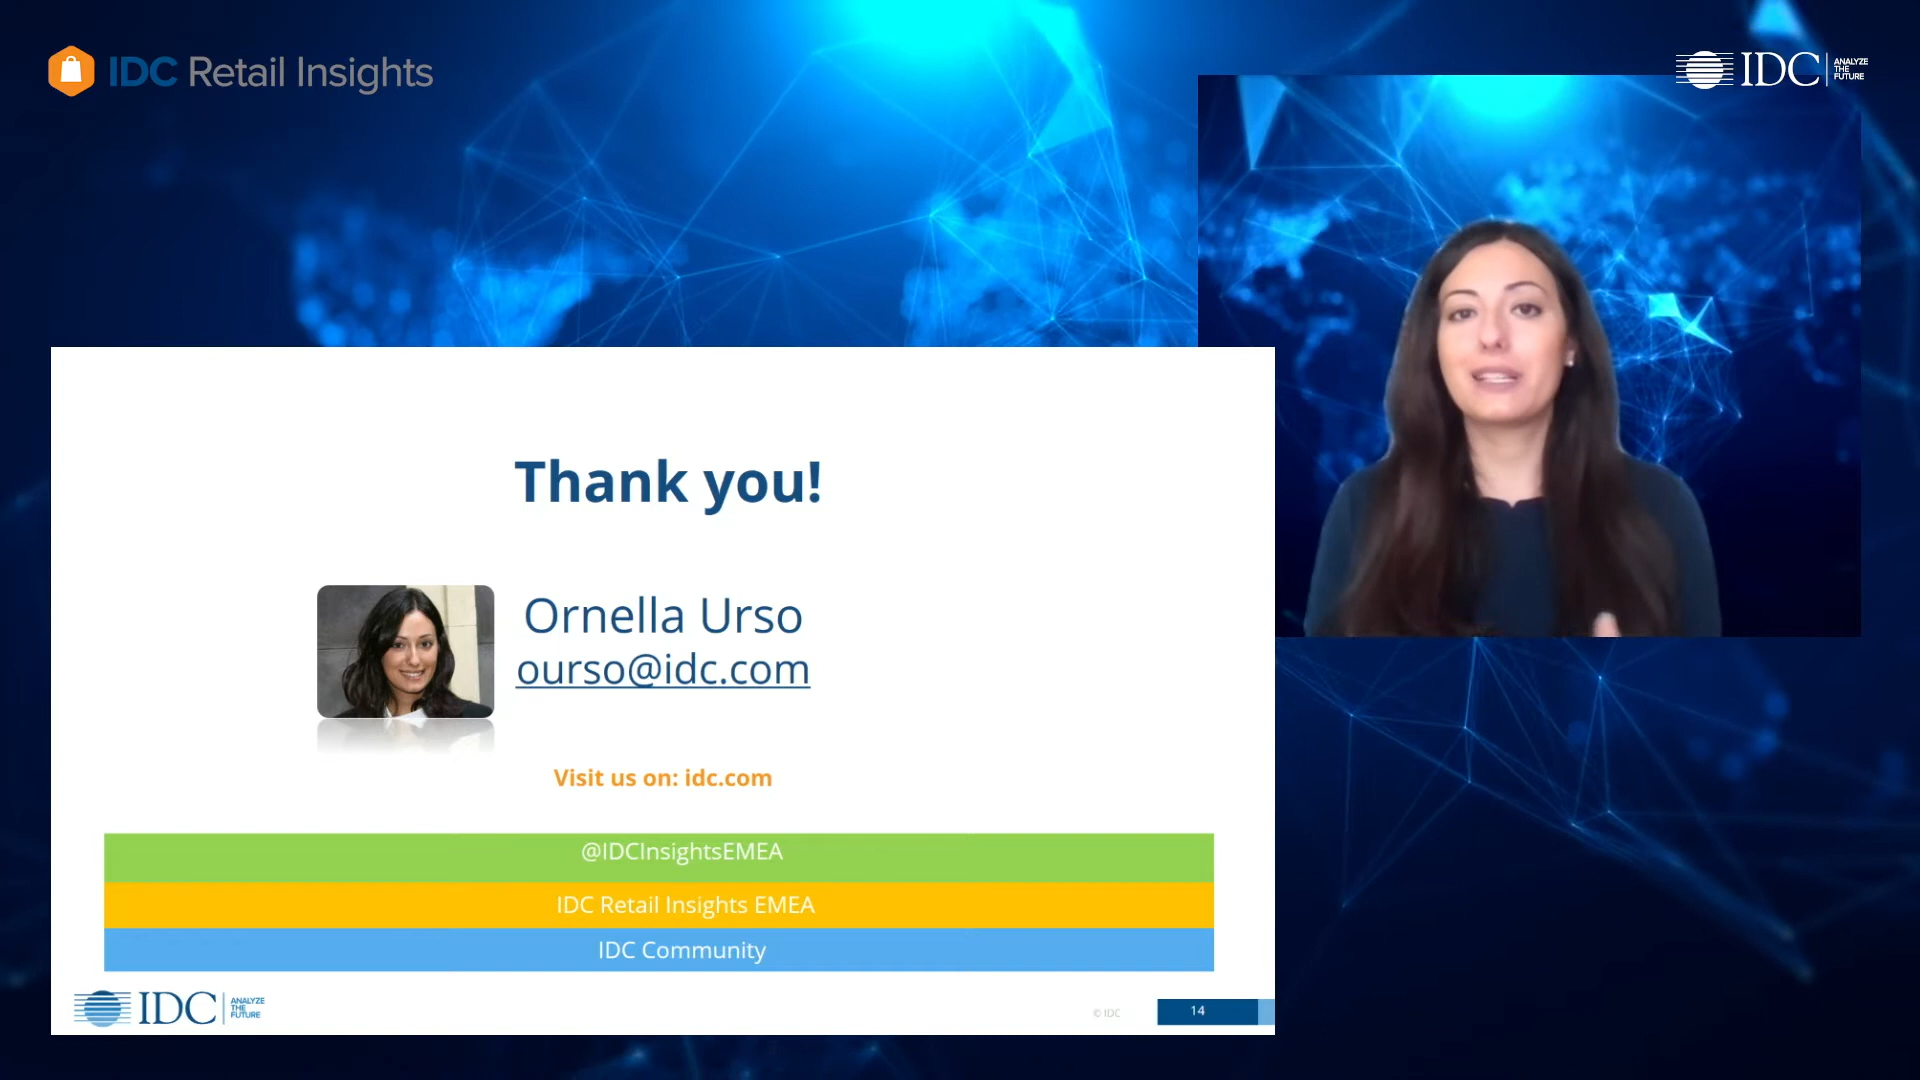 IDC Retail Insights
IDC
ANALYZE
THE
FUTURE
Thank you!
Ornella Urso
ourso@idc.com
Visit us on: idc.com
@IDCInsightsEMEA
IDC Retail Insights EMEA
IDC Community
IDC
ANALYZE
THE
FUTURE
© IDC
14